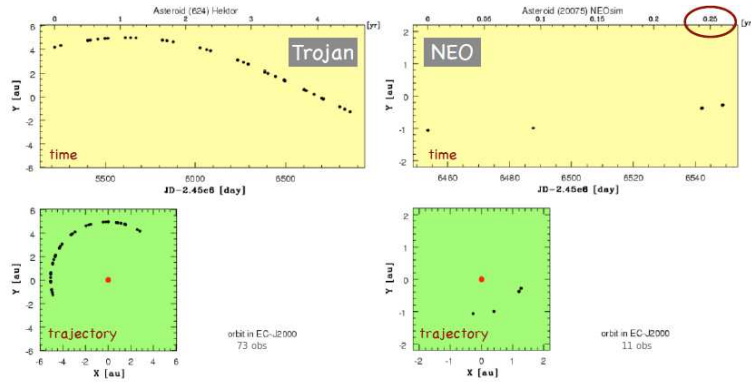 Asteroid (624) Hektor
0 1 2 3 4 [yr]
Trojan
Y [au]
6
4
2
0
-2
-4
-6
time
5500 6000 6500
JD-2.45e6 [day]
Asteroid (20075) NEOsim
0 0.05 0.1 0.15 0.2 0.25 [yr]
NEO
Y [au]
2
1
0
-1
-2
time
6460 6480 6500 6520 6540
JD-2.45e6 [day]
Y [au]
6
4
2
0
-2
-4
-6
trajectory
-6 -4 -2 0 2 4 6
X [au]
orbit in EC-J2000
73 obs
Y [au]
2
1
0
-1
-2
trajectory
-2 -1 0 1 2
X [au]
orbit in EC-J2000
11 obs